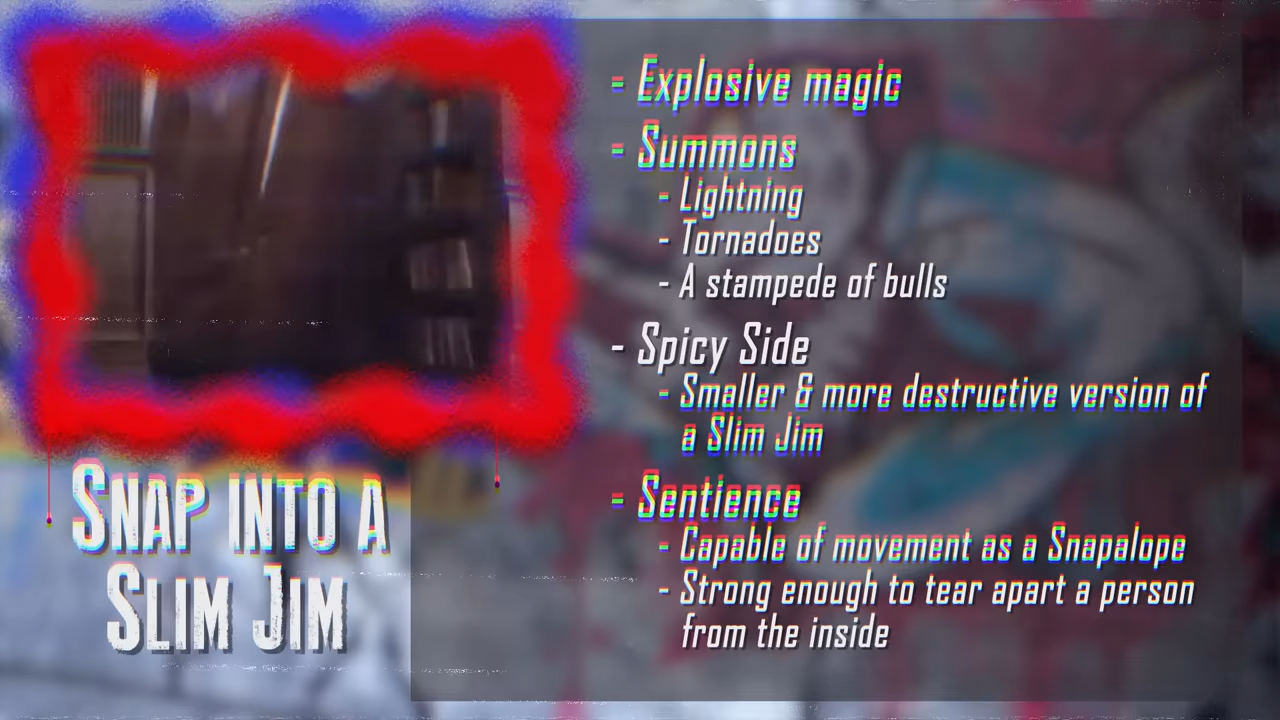 - Explosive magic
- Summons
- Lightning
- Tornadoes
- A stampede of bulls
- Spicy Side
- Smaller & more destructive version of
a Slim Jim
- Sentience
- Capable of movement as a Snapalope
- Strong enough to tear apart a person
from the inside
Snap into a
Slim Jim